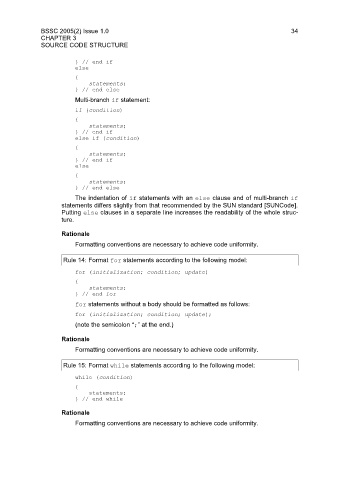 BSSC 2005(2) Issue 1.0 34
CHAPTER 3
SOURCE CODE STRUCTURE
} // end if
else
{
statements;
} // end else
Multi-branch if statement:
if (condition)
{
statements;
} // end if
else if (condition)
{
statements;
} // end if
else
{
statements;
} // end else
The indentation of if statements with an else clause and of multi-branch if
statements differs slightly from that recommended by the SUN standard [SUNCode].
Putting else clauses in a separate line increases the readability of the whole struc-
ture.
Rationale
Formatting conventions are necessary to achieve code uniformity.
Rule 14: Format for statements according to the following model:
for (initialization; condition; update)
{
statements;
} // end for
for statements without a body should be formatted as follows:
for (initialization; condition; update);
(note the semicolon ";" at the end.)
Rationale
Formatting conventions are necessary to achieve code uniformity.
Rule 15: Format while statements according to the following model:
while (condition)
{
statements;
} // end while
Rationale
Formatting conventions are necessary to achieve code uniformity.